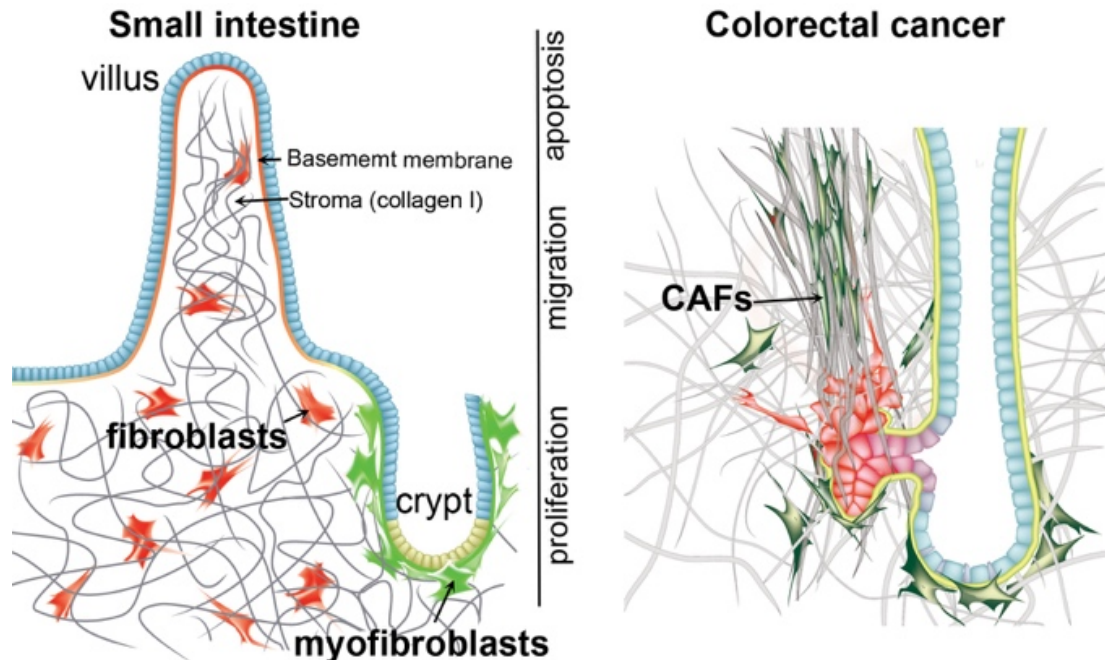 Small intestine
villus
Basememt membrane
Stroma (collagen I)
fibroblasts
crypt
myofibroblasts
apoptosis
migration
proliferation
Colorectal cancer
CAFs